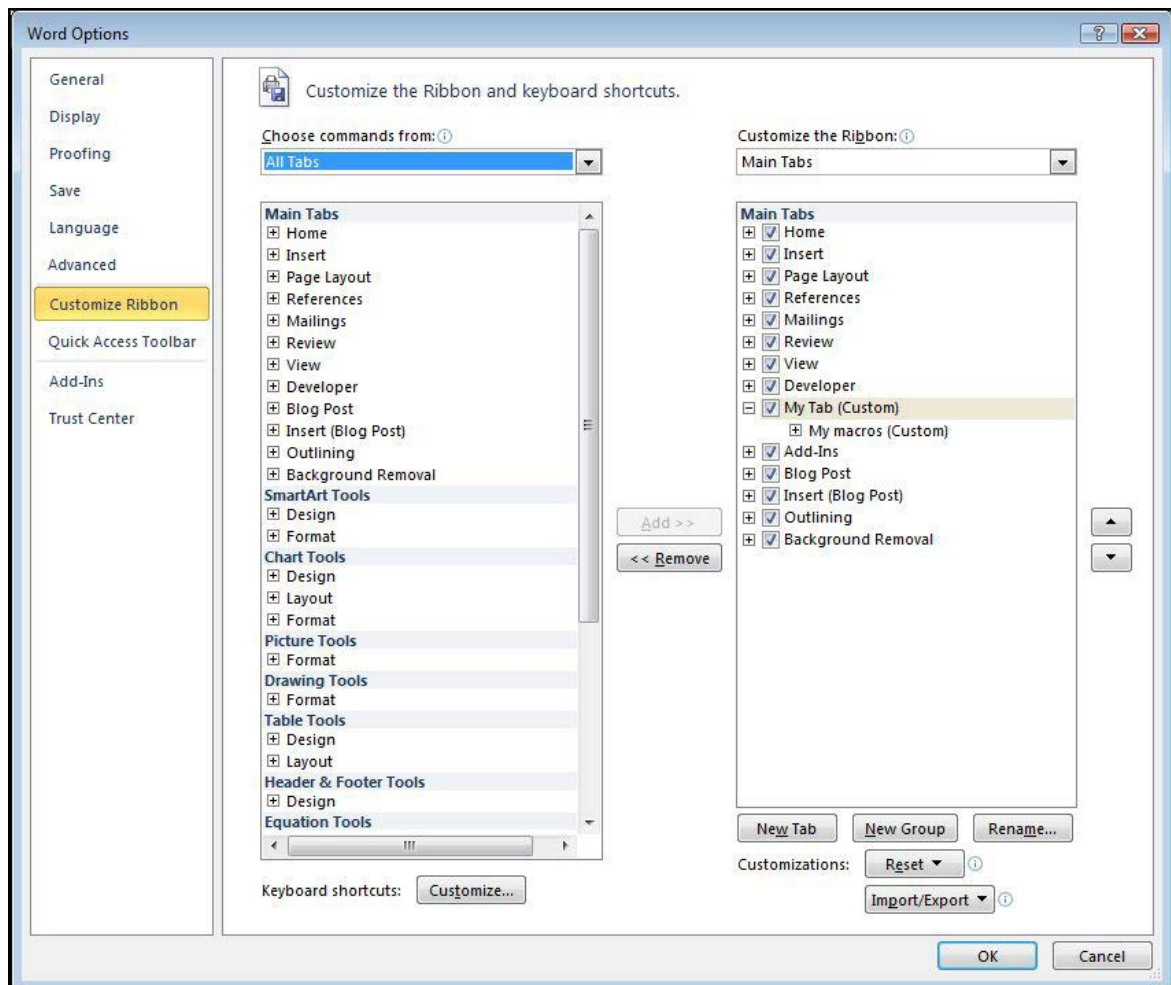 Word Options
General
Display
Proofing
Save
Language
Advanced
Customize Ribbon
Quick Access Toolbar
Add-Ins
Trust Center
Customize the Ribbon and keyboard shortcuts.
Choose commands from:
All Tabs
Main Tabs
Home
Insert
Page Layout
References
Mailings
Review
View
Developer
Blog Post
Insert (Blog Post)
Outlining
Background Removal
SmartArt Tools
Design
Format
Chart Tools
Design
Layout
Format
Picture Tools
Format
Drawing Tools
Format
Table Tools
Design
Layout
Header & Footer Tools
Design
Equation Tools
Keyboard shortcuts: Customize...
Add >>
<< Remove
Customize the Ribbon:
Main Tabs
Main Tabs
Home
Insert
Page Layout
References
Mailings
Review
View
Developer
My Tab (Custom)
My macros (Custom)
Add-Ins
Blog Post
Insert (Blog Post)
Outlining
Background Removal
New Tab New Group Rename...
Customizations: Reset
Import/Export
OK Cancel